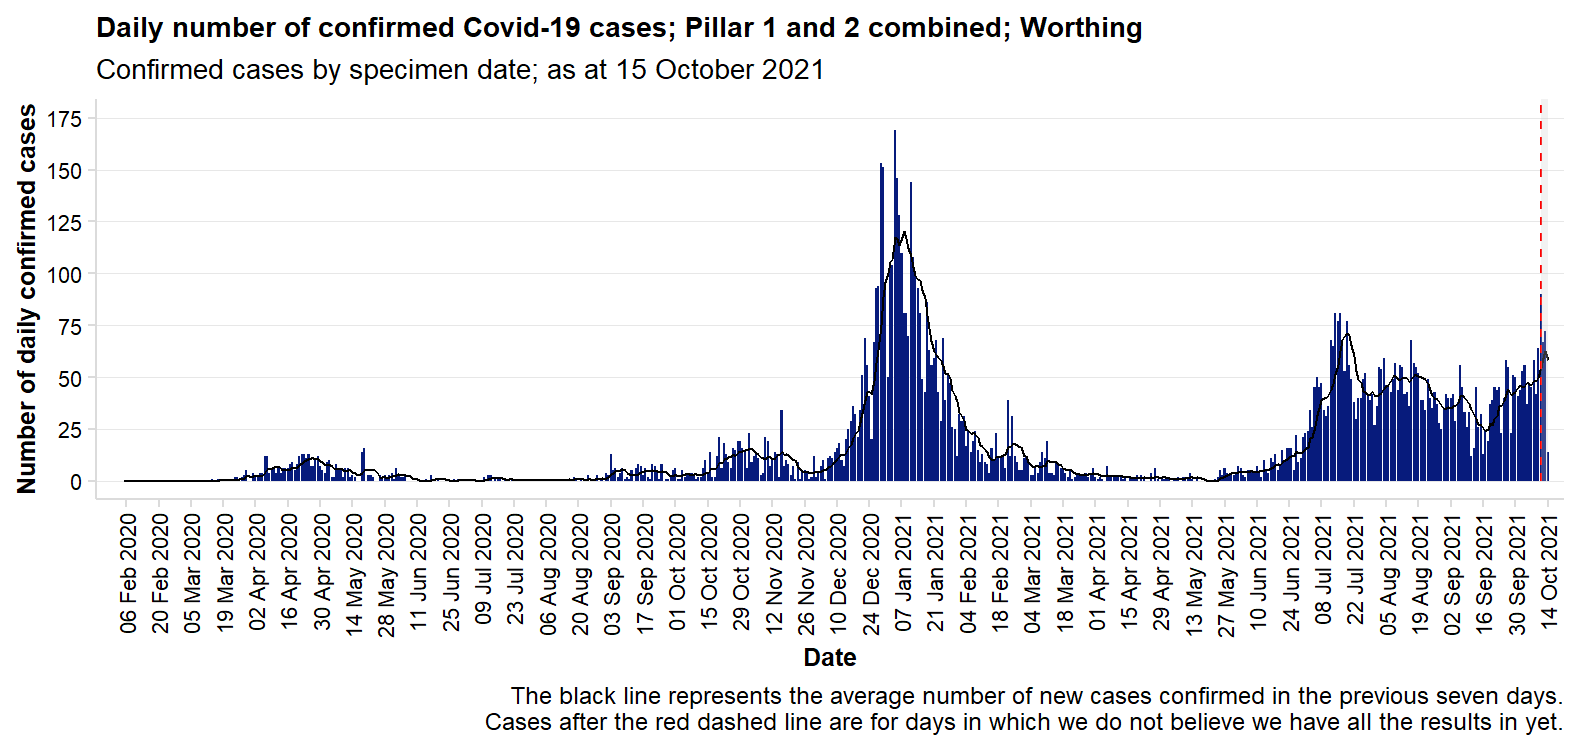 Daily number of confirmed Covid-19 cases; Pillar 1 and 2 combined; Worthing
Confirmed cases by specimen date; as at 15 October 2021
Number of daily confirmed cases
175
150
125
100
75
50
25
0
06 Feb 2020
20 Feb 2020
05 Mar 2020
19 Mar 2020
02 Apr 2020
16 Apr 2020
30 Apr 2020
14 May 2020
28 May 2020
11 Jun 2020
25 Jun 2020
09 Jul 2020
23 Jul 2020
06 Aug 2020
20 Aug 2020
03 Sep 2020
17 Sep 2020
01 Oct 2020
15 Oct 2020
29 Oct 2020
12 Nov 2020
26 Nov 2020
10 Dec 2020
24 Dec 2020
07 Jan 2021
21 Jan 2021
04 Feb 2021
18 Feb 2021
04 Mar 2021
18 Mar 2021
01 Apr 2021
15 Apr 2021
29 Apr 2021
13 May 2021
27 May 2021
10 Jun 2021
24 Jun 2021
08 Jul 2021
22 Jul 2021
05 Aug 2021
19 Aug 2021
02 Sep 2021
16 Sep 2021
30 Sep 2021
14 Oct 2021
Date
The black line represents the average number of new cases confirmed in the previous seven days.
Cases after the red dashed line are for days in which we do not believe we have all the results in yet.